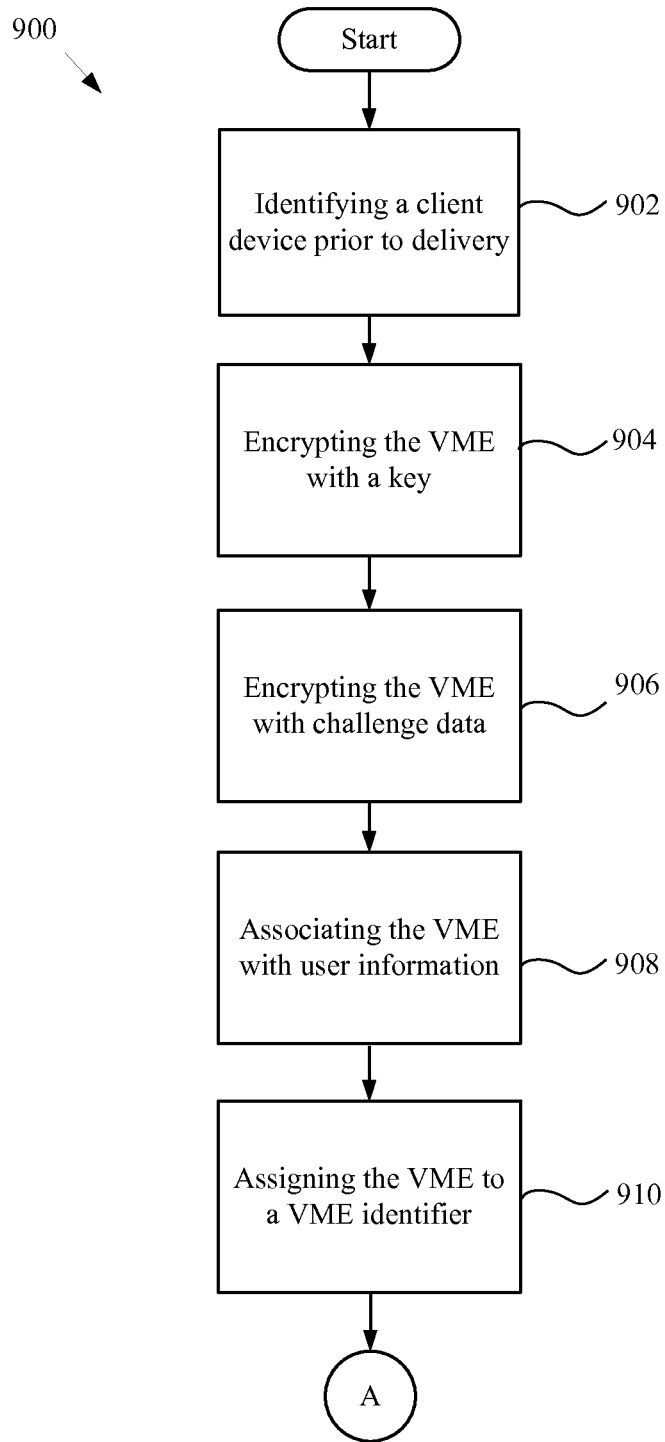 900
Start
Identifying a client
device prior to delivery
902
Encrypting the VME
with a key
904
Encrypting the VME
with challenge data
906
Associating the VME
with user information
908
Assigning the VME to
a VME identifier
910
A